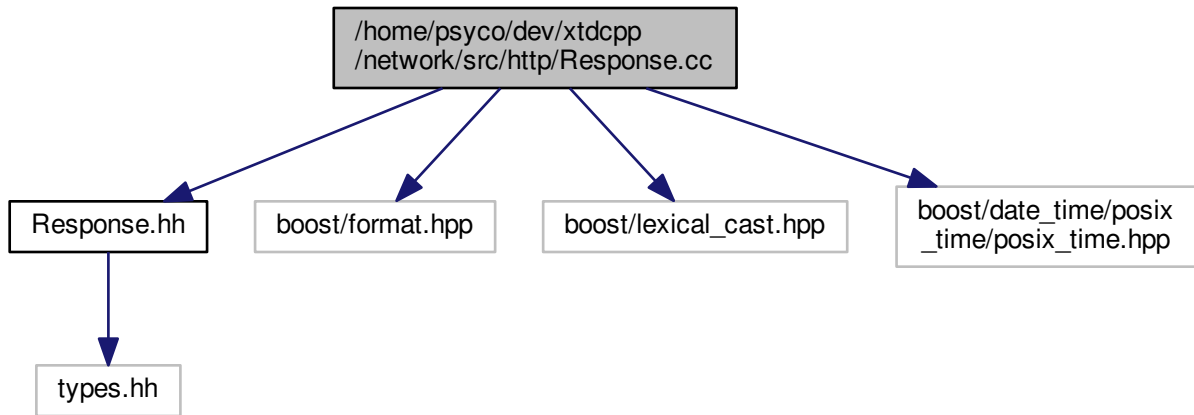 /home/psyco/dev/xtdcpp
/network/src/http/Response.cc
Response.hh
boost/format.hpp
boost/lexical_cast.hpp
boost/date_time/posix
_time/posix_time.hpp
types.hh